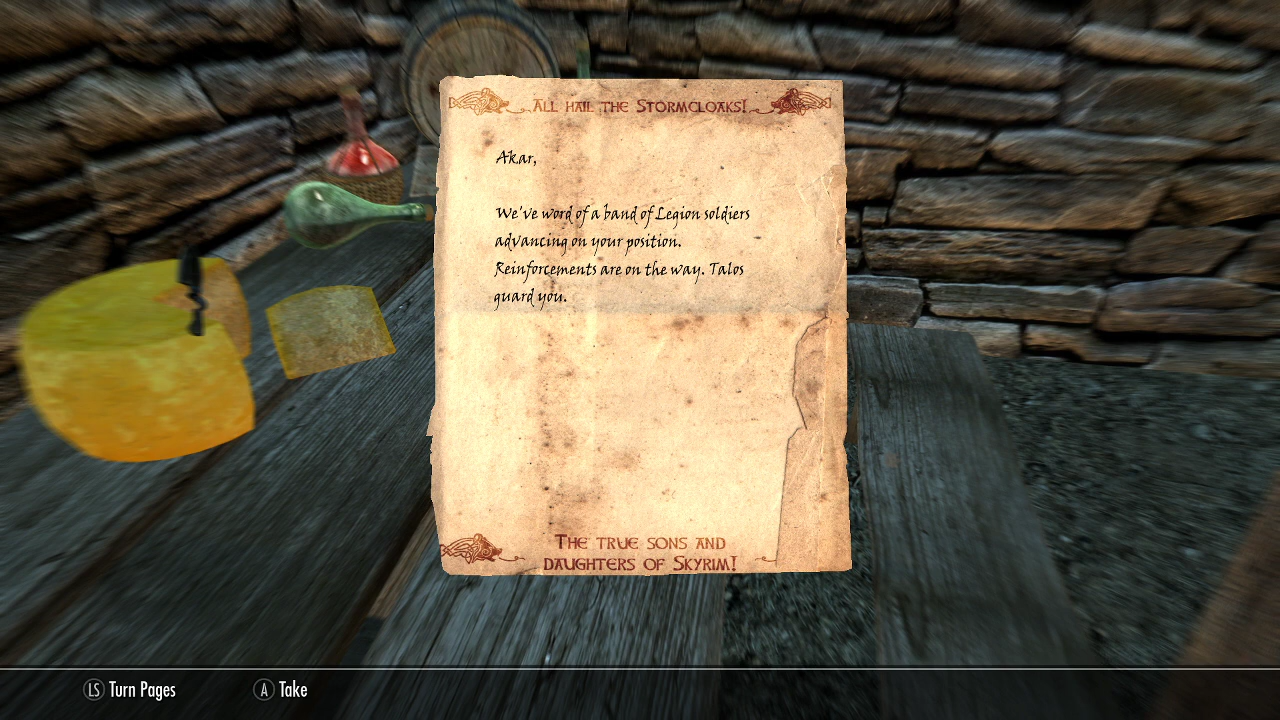 All hail the Stormcloaks!
Akar,
We've word of a band of Legion soldiers
advancing on your position.
Reinforcements are on the way. Talos
guard you.
The true sons and
daughters of Skyrim!
LS Turn Pages
A Take